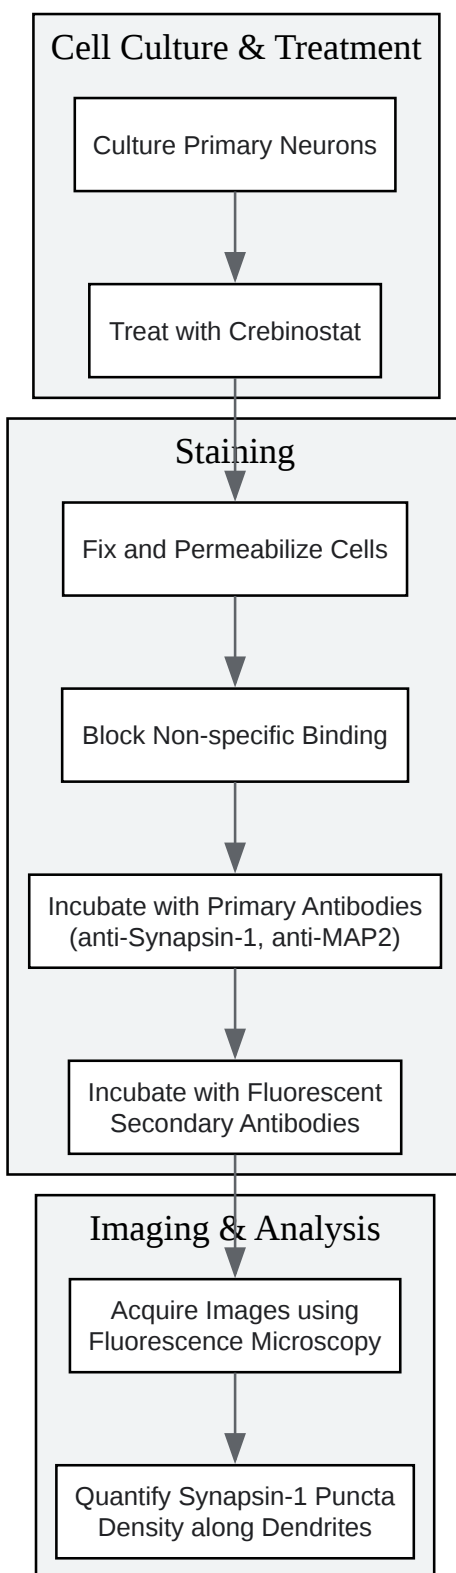 Cell Culture & Treatment
Culture Primary Neurons
Treat with Crebinostat
Staining
Fix and Permeabilize Cells
Block Non-specific Binding
Incubate with Primary Antibodies
(anti-Synapsin-1, anti-MAP2)
Incubate with Fluorescent
Secondary Antibodies
Imaging & Analysis
Acquire Images using
Fluorescence Microscopy
Quantify Synapsin-1 Puncta
Density along Dendrites